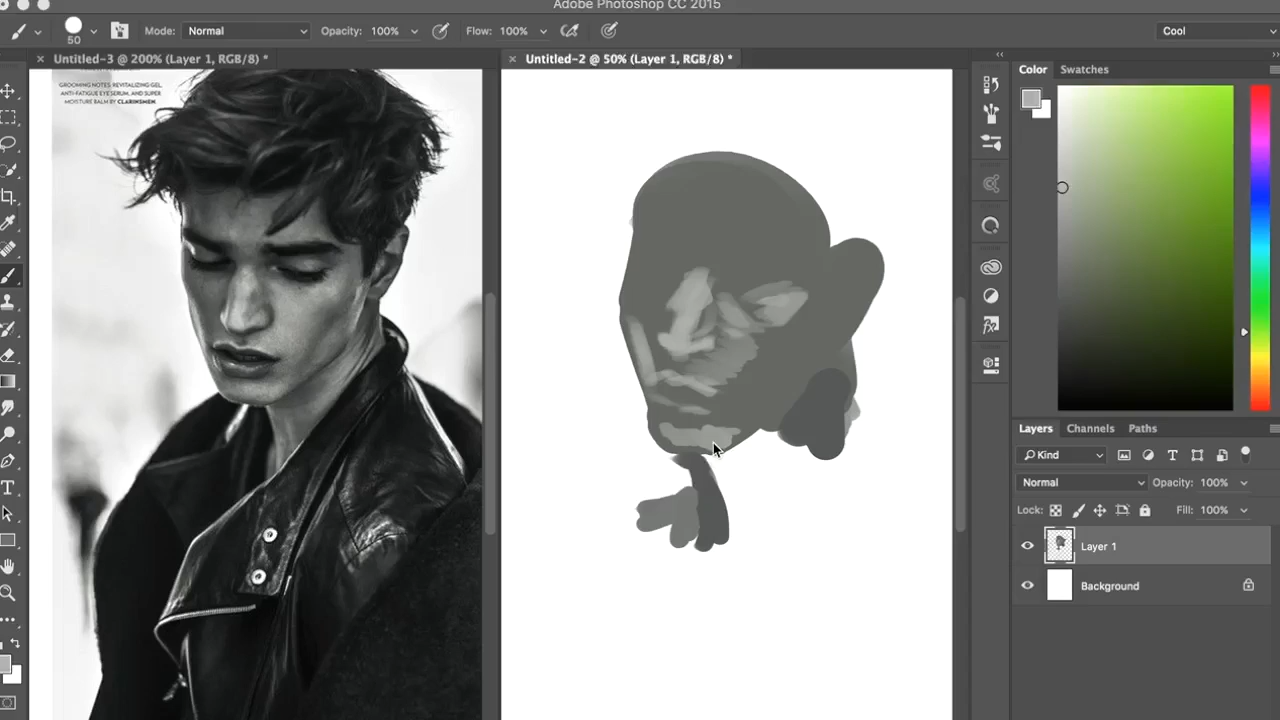 Adobe Photoshop CC 2015
50
Mode: Normal
Opacity: 100%
Flow: 100%
Cool
Untitled-3 @ 200% (Layer 1, RGB/8) *
Untitled-2 @ 50% (Layer 1, RGB/8) *
GROOMING NOTES: REVITALIZING GEL,
ANTI-FATIGUE EYE SERUM, AND SUPER
MOISTURE BALM BY CLARINSMEN.
Color
Swatches
Layers
Channels
Paths
Kind
Normal
Opacity: 100%
Lock:
Fill: 100%
Layer 1
Background